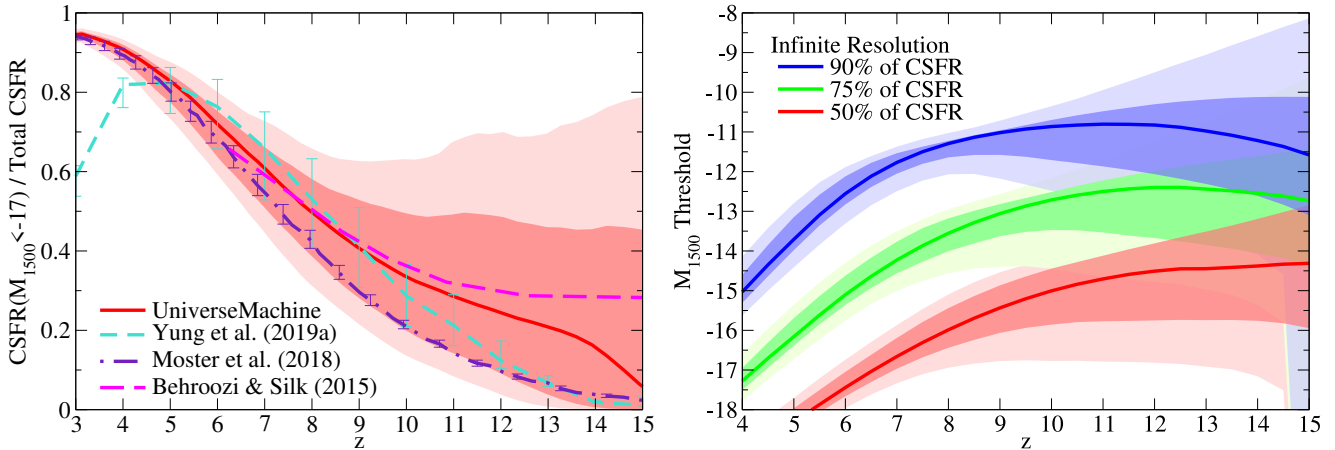 CSFR(M1500<-17) / Total CSFR
1
0.8
0.6
0.4
0.2
0
UniverseMachine
Yung et al. (2019a)
Moster et al. (2018)
Behroozi & Silk (2015)
3 4 5 6 7 8 9 10 11 12 13 14 15
z
M1500 Threshold
-8
-9
-10
-11
-12
-13
-14
-15
-16
-17
-18
Infinite Resolution
90% of CSFR
75% of CSFR
50% of CSFR
4 5 6 7 8 9 10 11 12 13 14 15
z